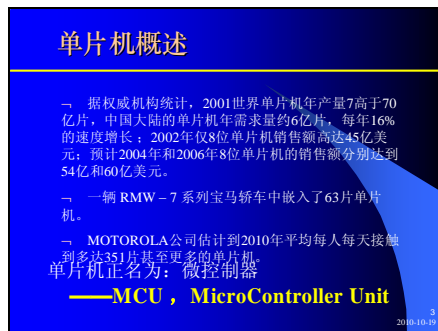 单片机概述
¬ 据权威机构统计，2001世界单片机年产量7高于70
亿片，中国大陆的单片机年需求量约6亿片，每年16%
的速度增长；2002年仅8位单片机销售额高达45亿美
元；预计2004年和2006年8位单片机的销售额分别达到
54亿和60亿美元。
¬ 一辆 RMW – 7 系列宝马轿车中嵌入了63片单片
机。
¬ MOTOROLA公司估计到2010年平均每人每天接触
到多达351片甚至更多的单片机。
单片机正名为：微控制器
——MCU ，MicroController Unit
3
2010-10-19